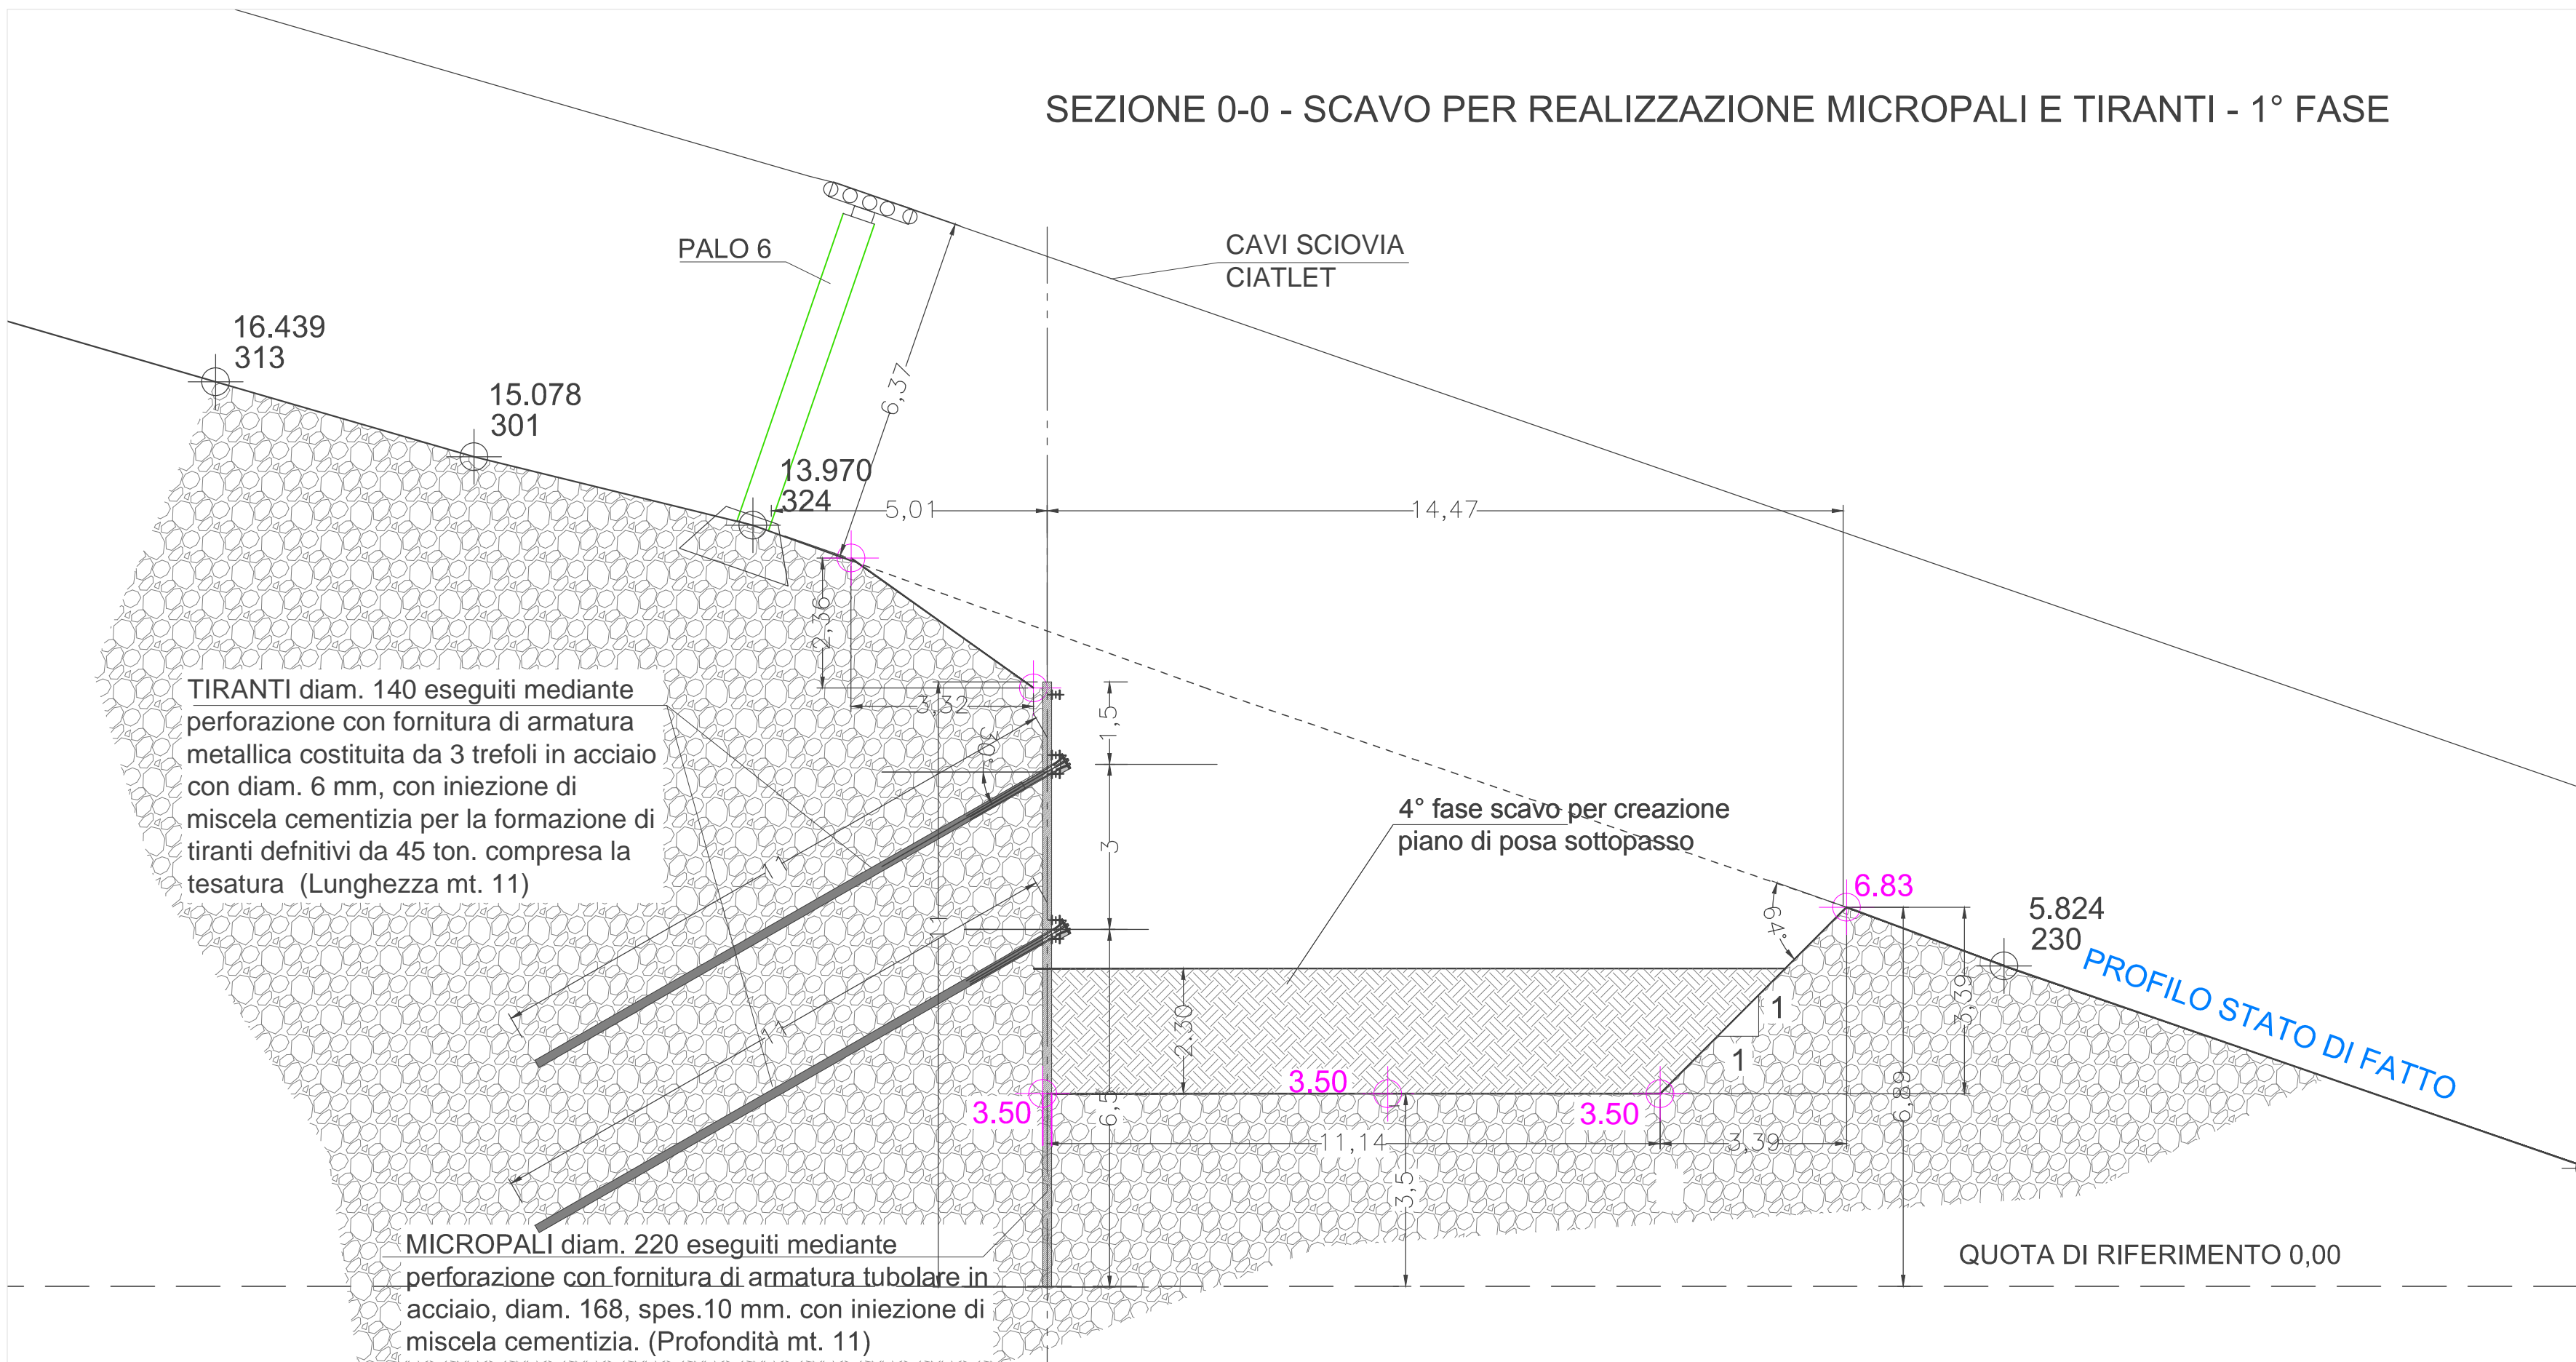 SEZIONE 0-0 - SCAVO PER REALIZZAZIONE MICROPALI E TIRANTI - 1° FASE
PALO 6
CAVI SCIOVIA
CIATLET
16.439
313
15.078
301
13.970
324
6,37
5,01
14,47
2,36
3,32
30°
1,5
3
11
11
11
6,5
TIRANTI diam. 140 eseguiti mediante
perforazione con fornitura di armatura
metallica costituita da 3 trefoli in acciaio
con diam. 6 mm, con iniezione di
miscela cementizia per la formazione di
tiranti defnitivi da 45 ton. compresa la
tesatura (Lunghezza mt. 11)
4° fase scavo per creazione
piano di posa sottopasso
6.83
64°
5.824
230
PROFILO STATO DI FATTO
2.30
1
1
3,39
6,89
3.50
3.50
3.50
11,14
3,39
3,5
MICROPALI diam. 220 eseguiti mediante
perforazione con fornitura di armatura tubolare in
acciaio, diam. 168, spes.10 mm. con iniezione di
miscela cementizia. (Profondità mt. 11)
QUOTA DI RIFERIMENTO 0,00